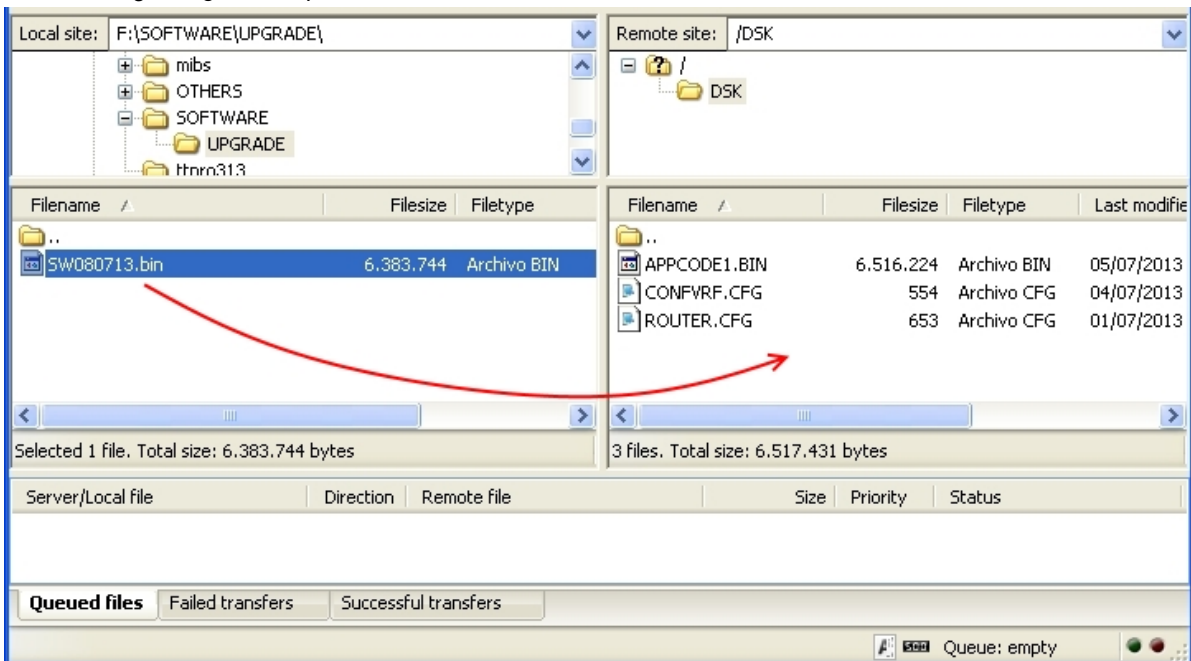 Local site: F:\SOFTWARE\UPGRADE\
mibs
OTHERS
SOFTWARE
UPGRADE
ttpro313
Remote site: /DSK
/
DSK
Filename Filesize Filetype
..
SW080713.bin 6.383.744 Archivo BIN
Selected 1 file. Total size: 6.383.744 bytes
Filename Filesize Filetype Last modifie
..
APPCODE1.BIN 6.516.224 Archivo BIN 05/07/2013
CONFVRF.CFG 554 Archivo CFG 04/07/2013
ROUTER.CFG 653 Archivo CFG 01/07/2013
3 files. Total size: 6.517.431 bytes
Server/Local file Direction Remote file Size Priority Status
Queued files Failed transfers Successful transfers
Queue: empty